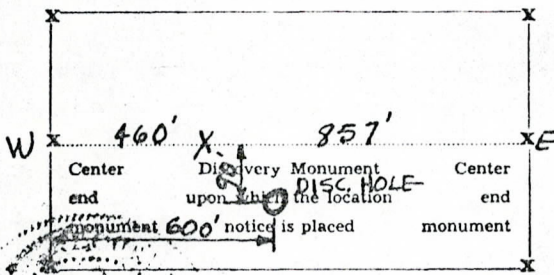 X X
W X 460' X 857' X E
Center Discovery Monument Center
DISC. HOLE
end upon which the location end
monument 600' notice is placed monument
X X